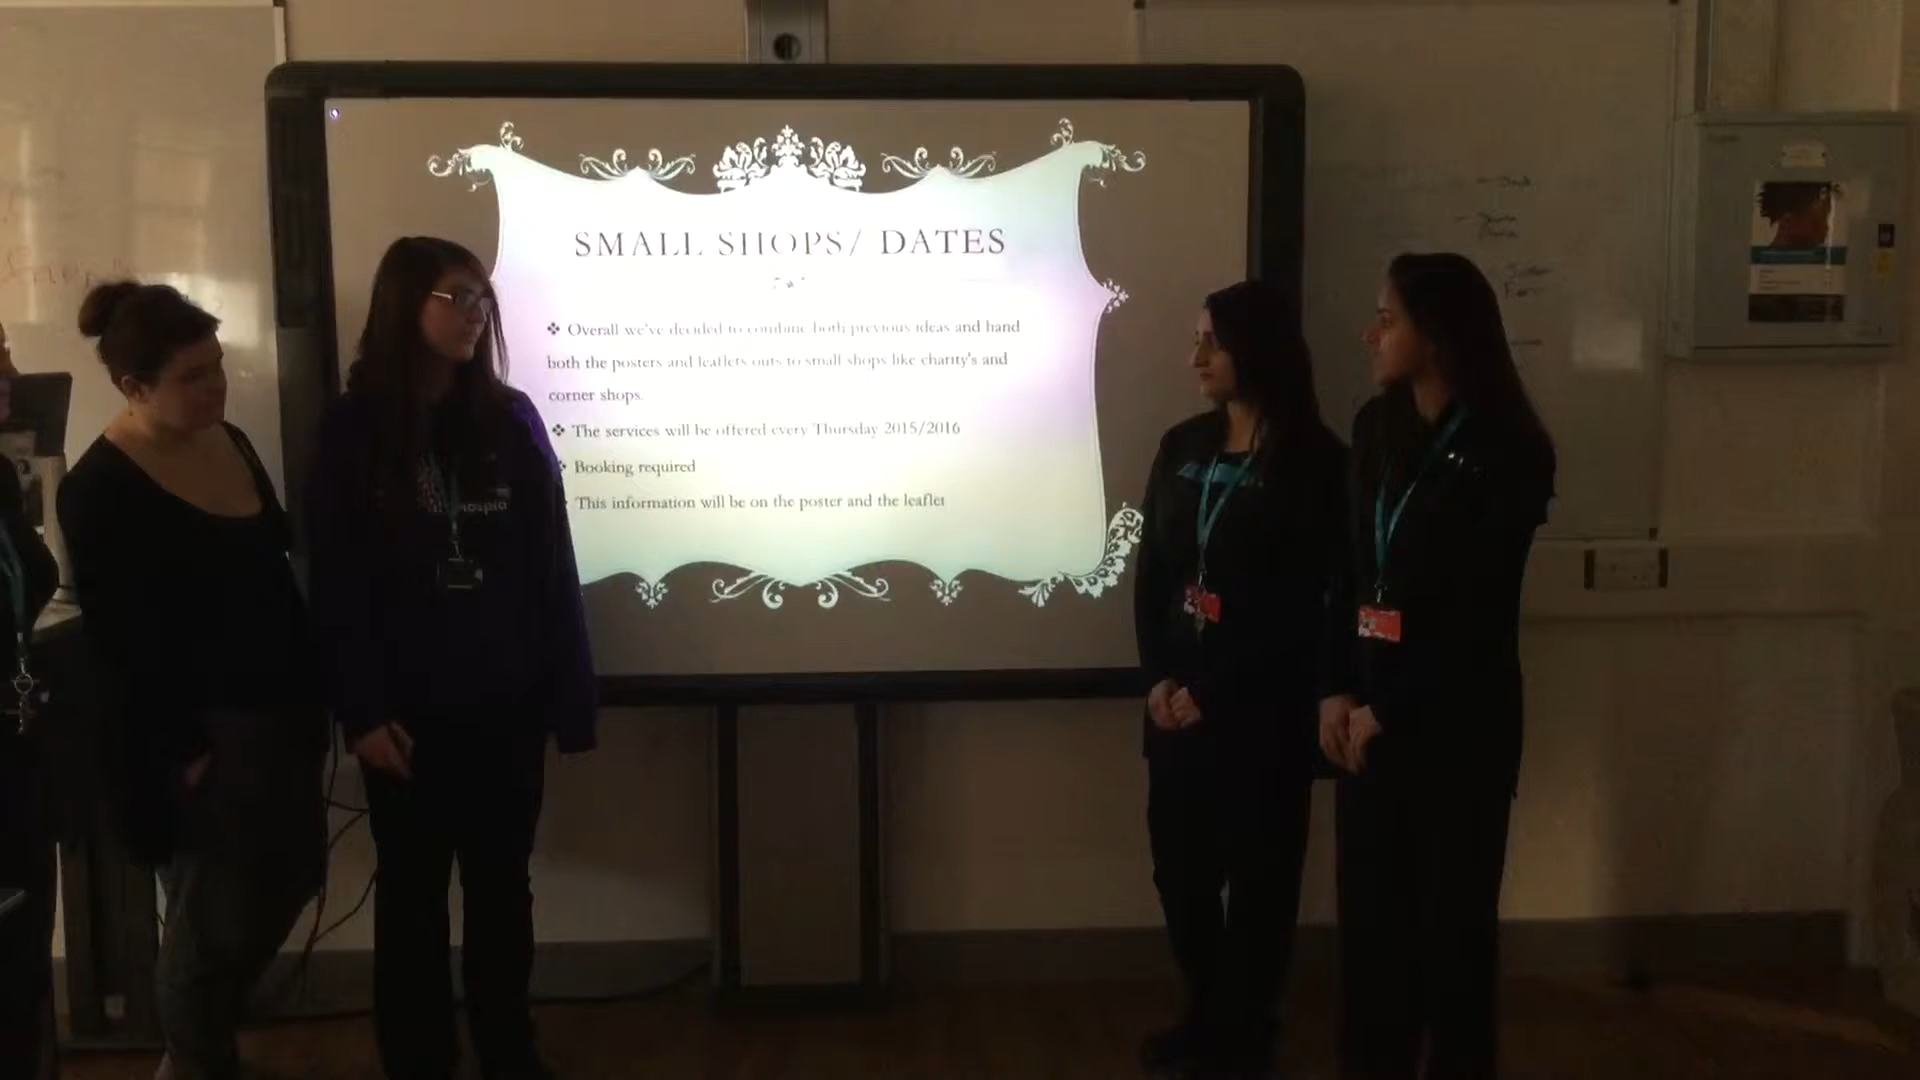 SMALL SHOPS/ DATES
❖ Overall we've decided to combine both previous ideas and hand
both the posters and leaflets outs to small shops like charity's and
corner shops.
❖ The services will be offered every Thursday 2015/2016
Booking required
This information will be on the poster and the leaflet